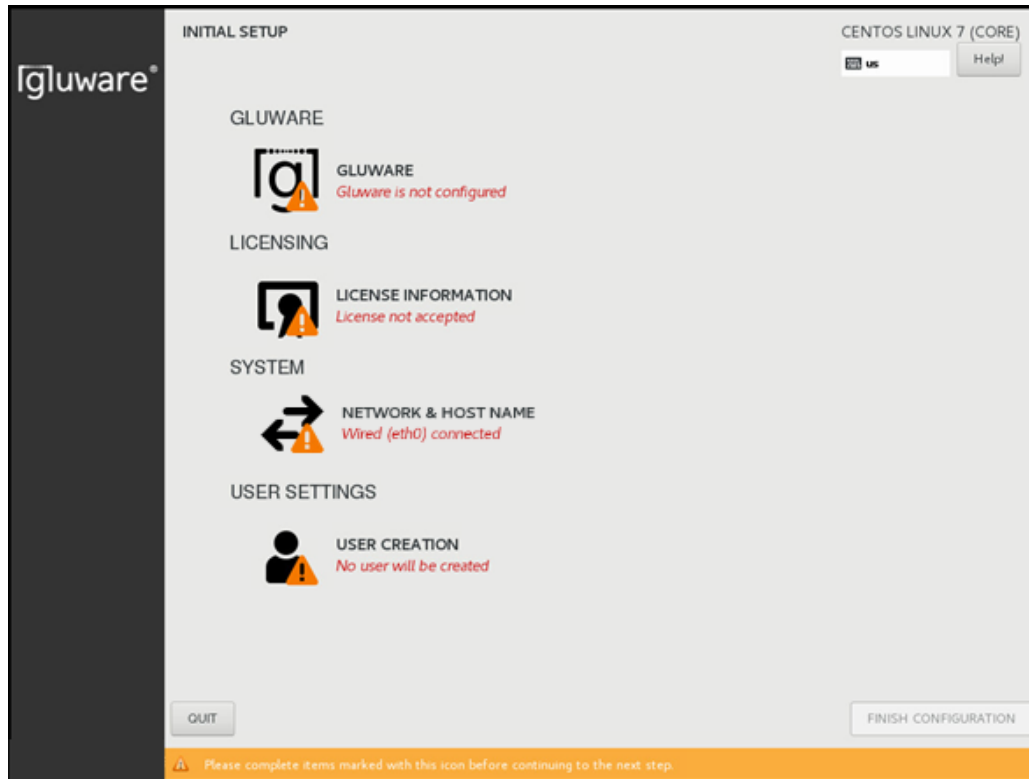 INITIAL SETUP
CENTOS LINUX 7 (CORE)
us
Help!
gluware®
GLUWARE
g
GLUWARE
Gluware is not configured
LICENSING
LICENSE INFORMATION
License not accepted
SYSTEM
NETWORK & HOST NAME
Wired (eth0) connected
USER SETTINGS
USER CREATION
No user will be created
QUIT
FINISH CONFIGURATION
Please complete items marked with this icon before continuing to the next step.